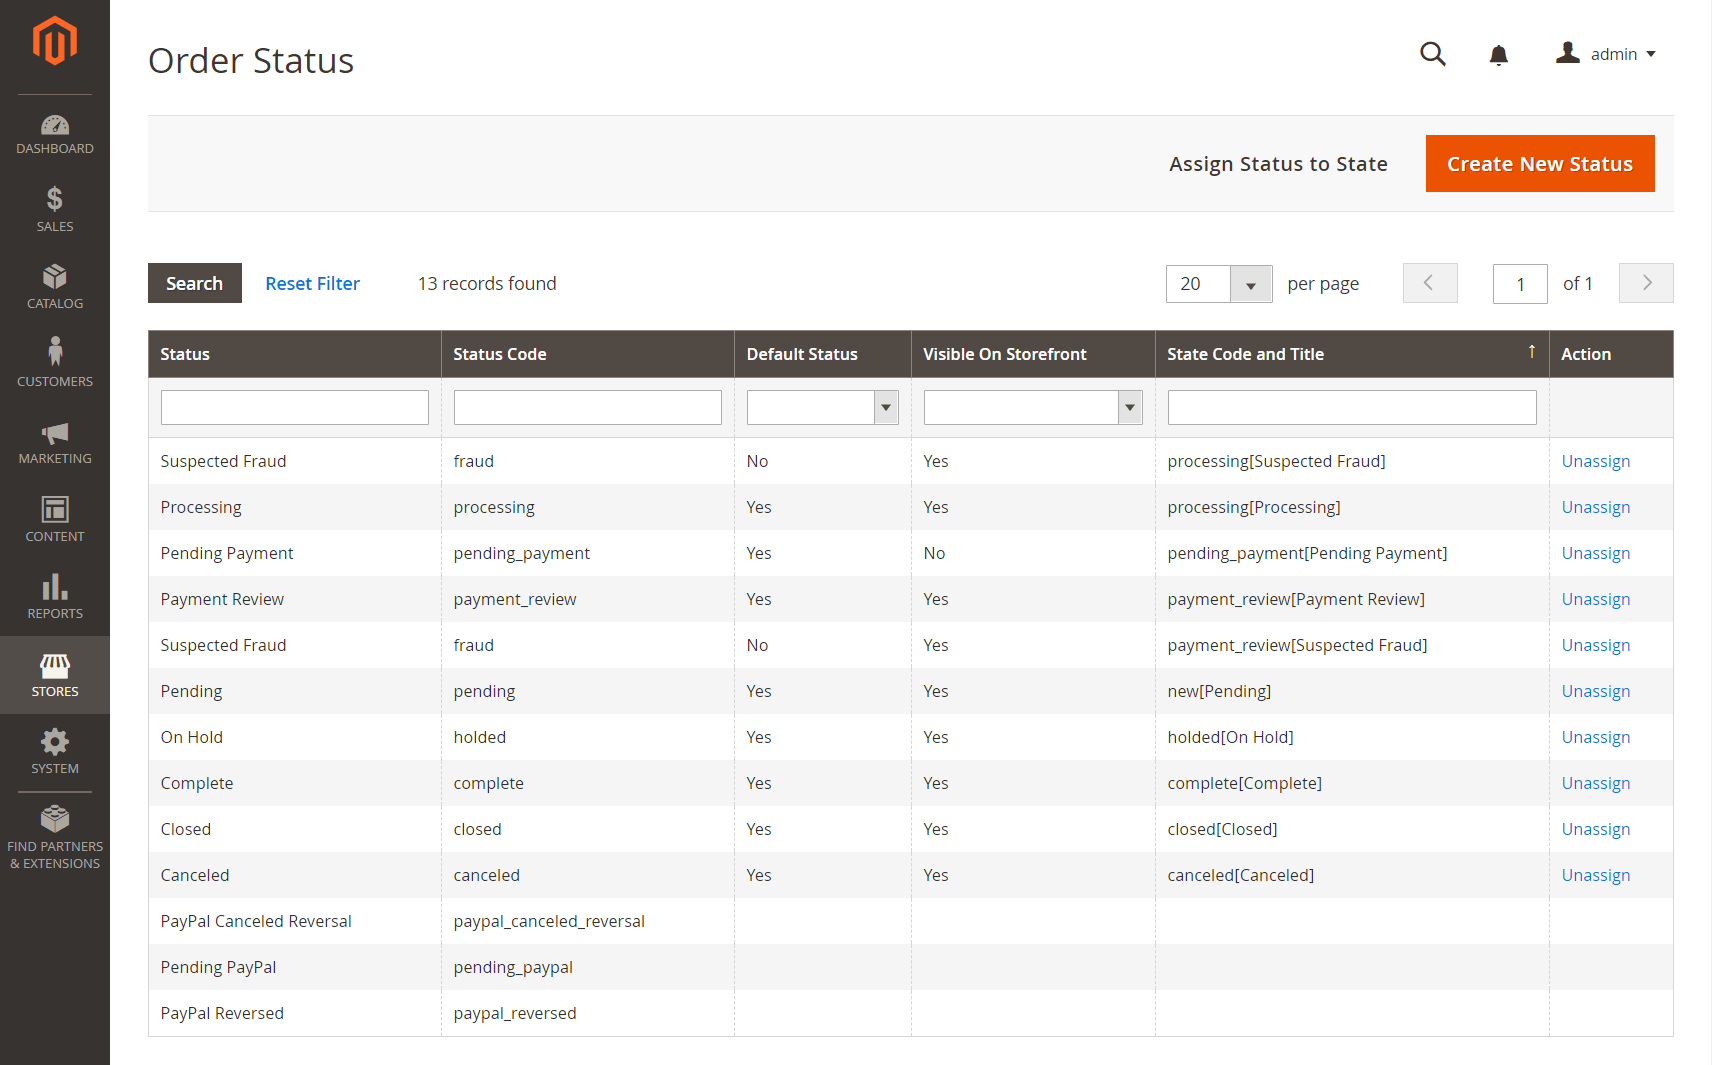 Order Status
admin
DASHBOARD
SALES
CATALOG
CUSTOMERS
MARKETING
CONTENT
REPORTS
STORES
SYSTEM
FIND PARTNERS
& EXTENSIONS
Assign Status to State Create New Status
Search Reset Filter 13 records found 20 per page 1 of 1
Status Status Code Default Status Visible On Storefront State Code and Title ↑ Action
Suspected Fraud fraud No Yes processing[Suspected Fraud] Unassign
Processing processing Yes Yes processing[Processing] Unassign
Pending Payment pending_payment Yes No pending_payment[Pending Payment] Unassign
Payment Review payment_review Yes Yes payment_review[Payment Review] Unassign
Suspected Fraud fraud No Yes payment_review[Suspected Fraud] Unassign
Pending pending Yes Yes new[Pending] Unassign
On Hold holded Yes Yes holded[On Hold] Unassign
Complete complete Yes Yes complete[Complete] Unassign
Closed closed Yes Yes closed[Closed] Unassign
Canceled canceled Yes Yes canceled[Canceled] Unassign
PayPal Canceled Reversal paypal_canceled_reversal
Pending PayPal pending_paypal
PayPal Reversed paypal_reversed